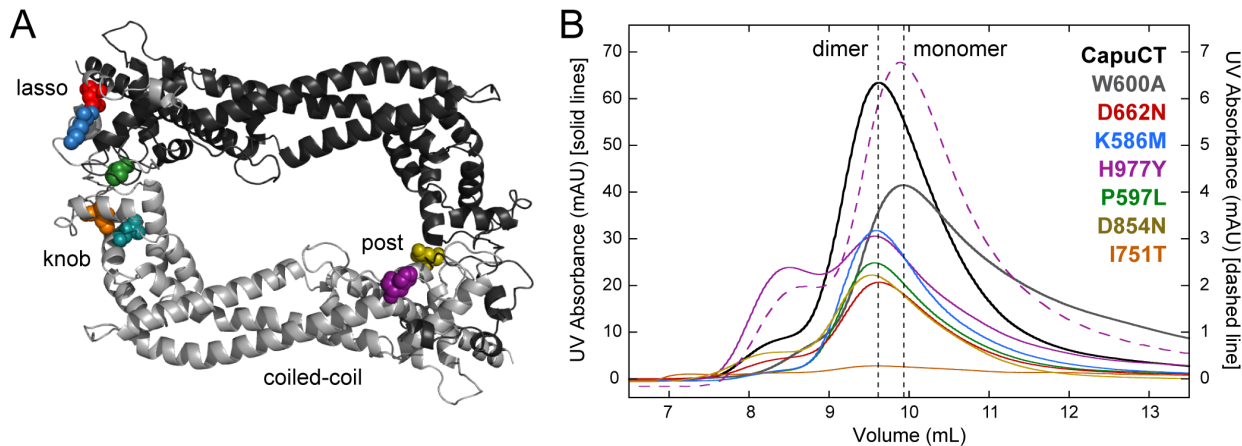 A
lasso
knob
post
coiled-coil
B
dimer
monomer
UV Absorbance (mAU) [solid lines]
70
60
50
40
30
20
10
0
7
8
9
10
11
12
13
Volume (mL)
CapuCT
W600A
D662N
K586M
H977Y
P597L
D854N
I751T
7
6
5
4
3
2
1
0
UV Absorbance (mAU) [dashed line]